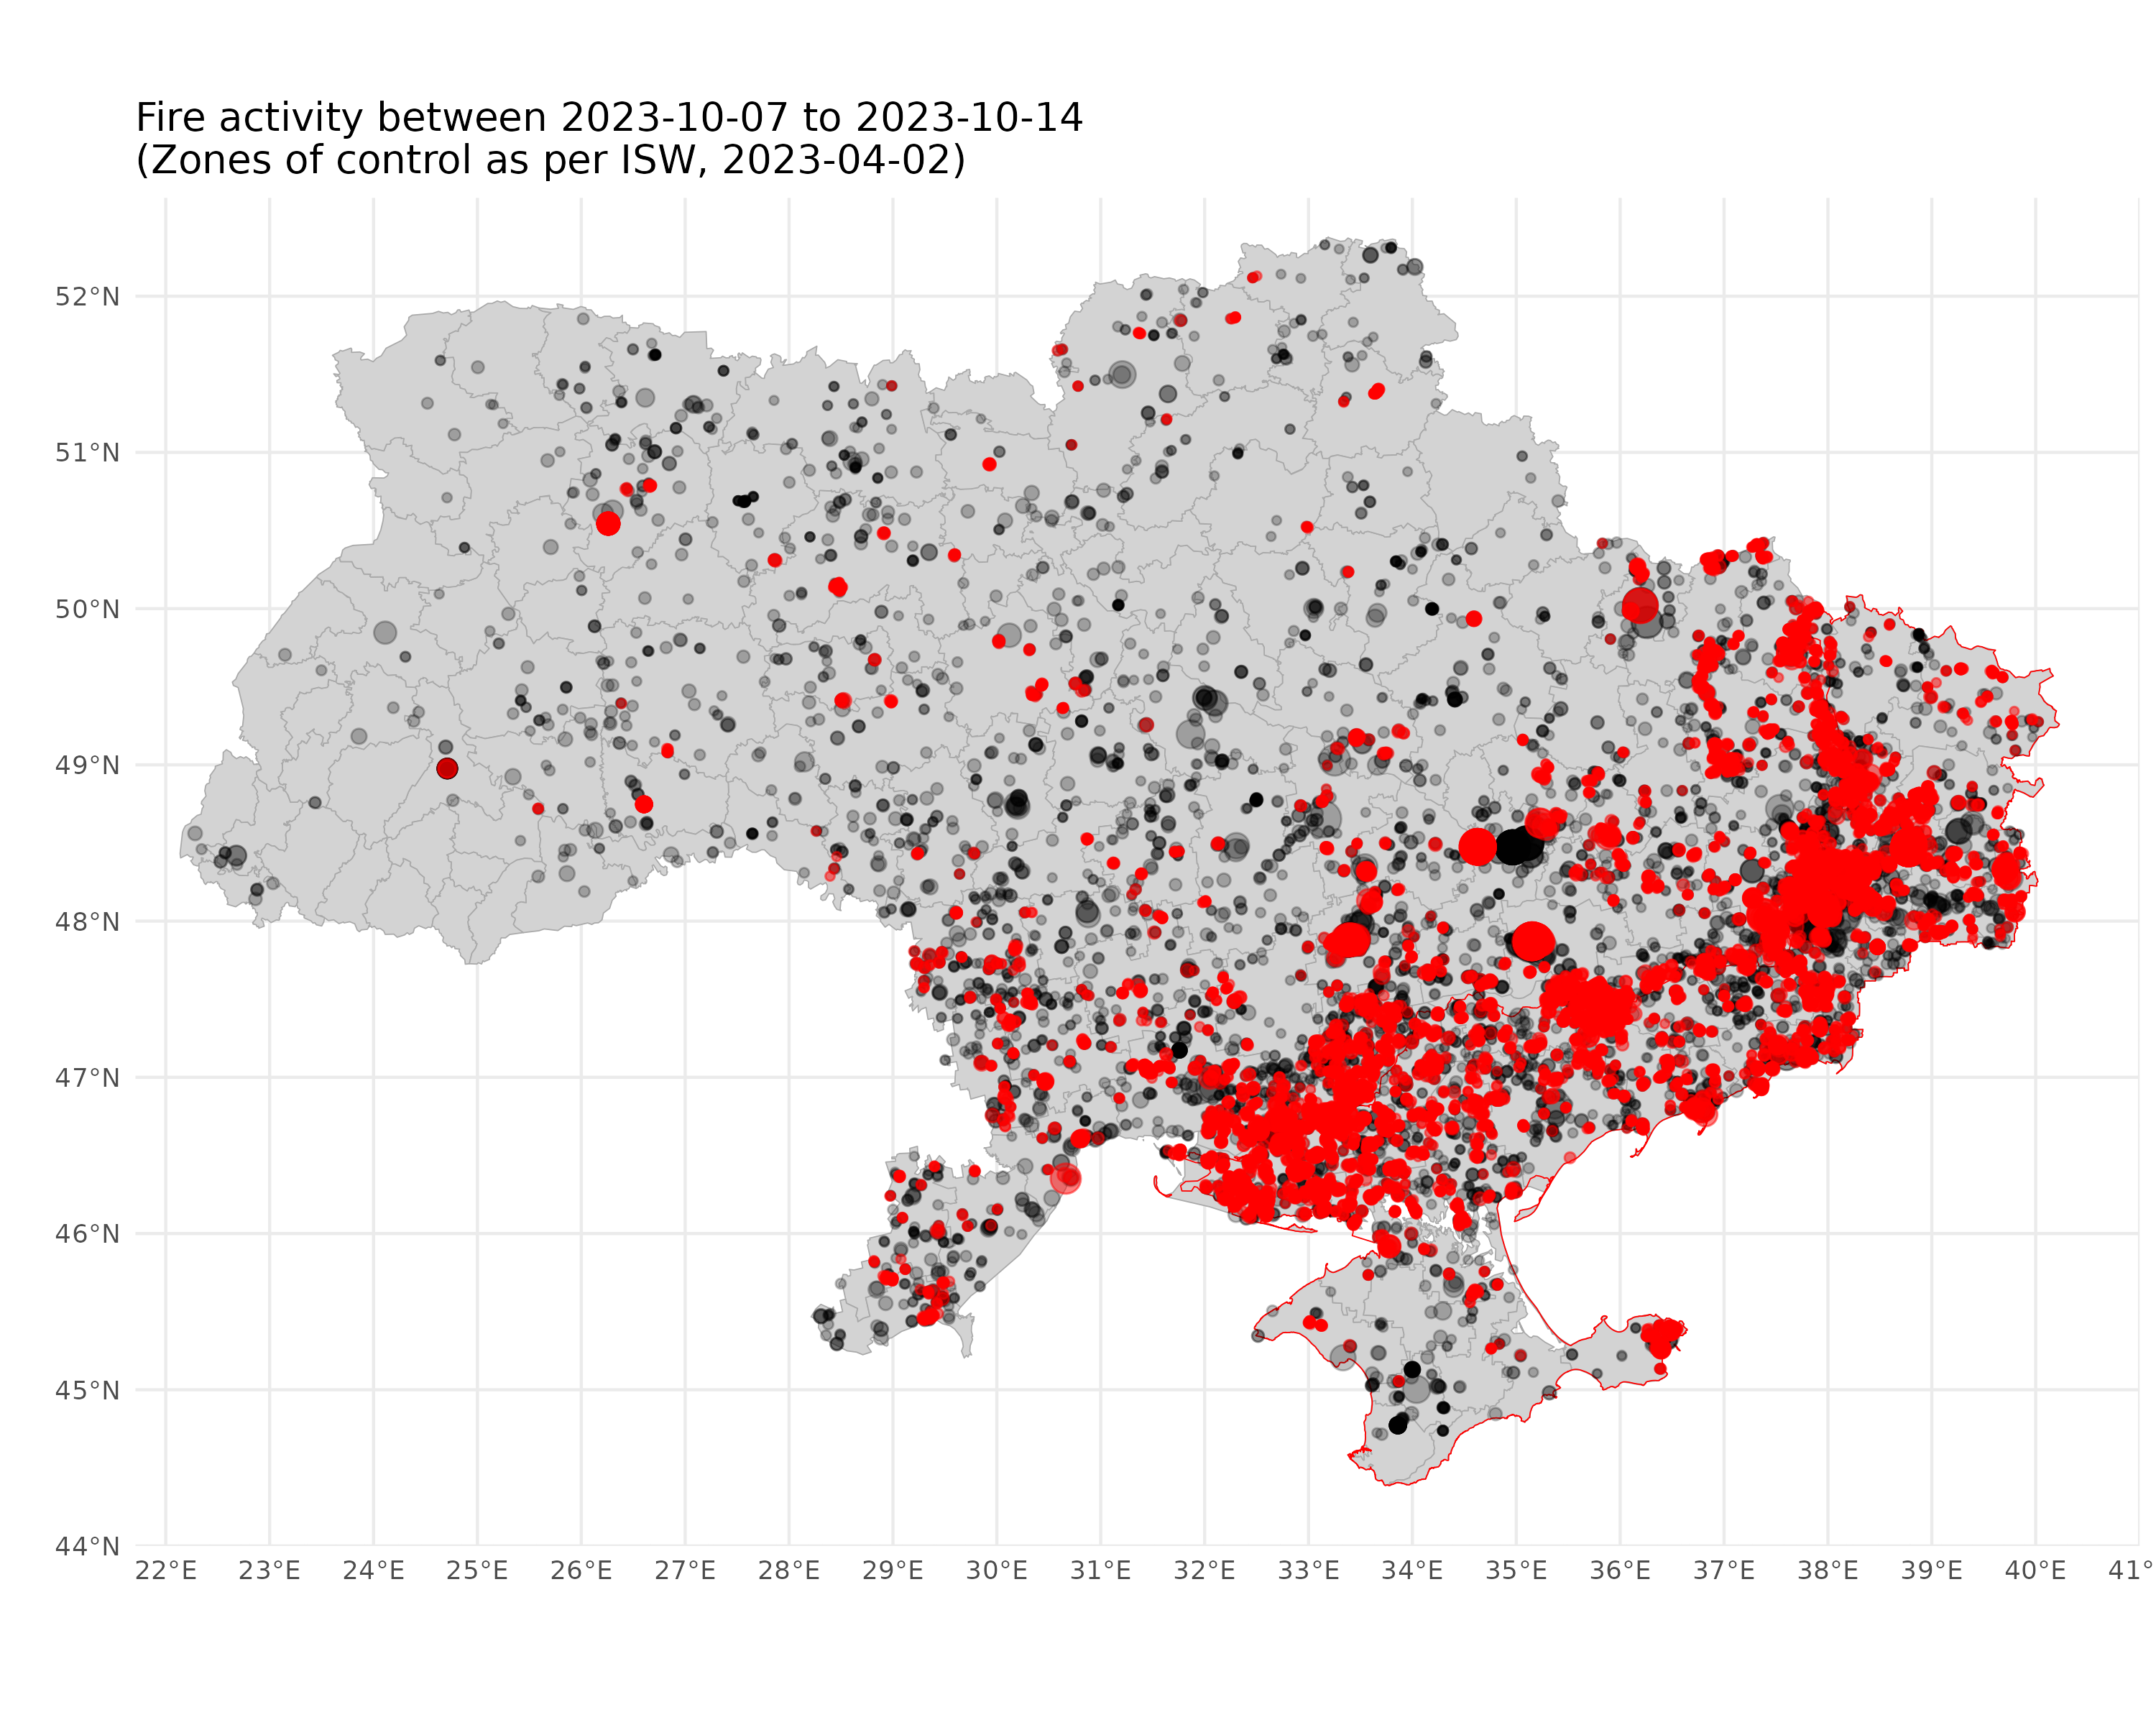 Fire activity between 2023-10-07 to 2023-10-14
(Zones of control as per ISW, 2023-04-02)
52°N
51°N
50°N
49°N
48°N
47°N
46°N
45°N
44°N
22°E 23°E 24°E 25°E 26°E 27°E 28°E 29°E 30°E 31°E 32°E 33°E 34°E 35°E 36°E 37°E 38°E 39°E 40°E 41°